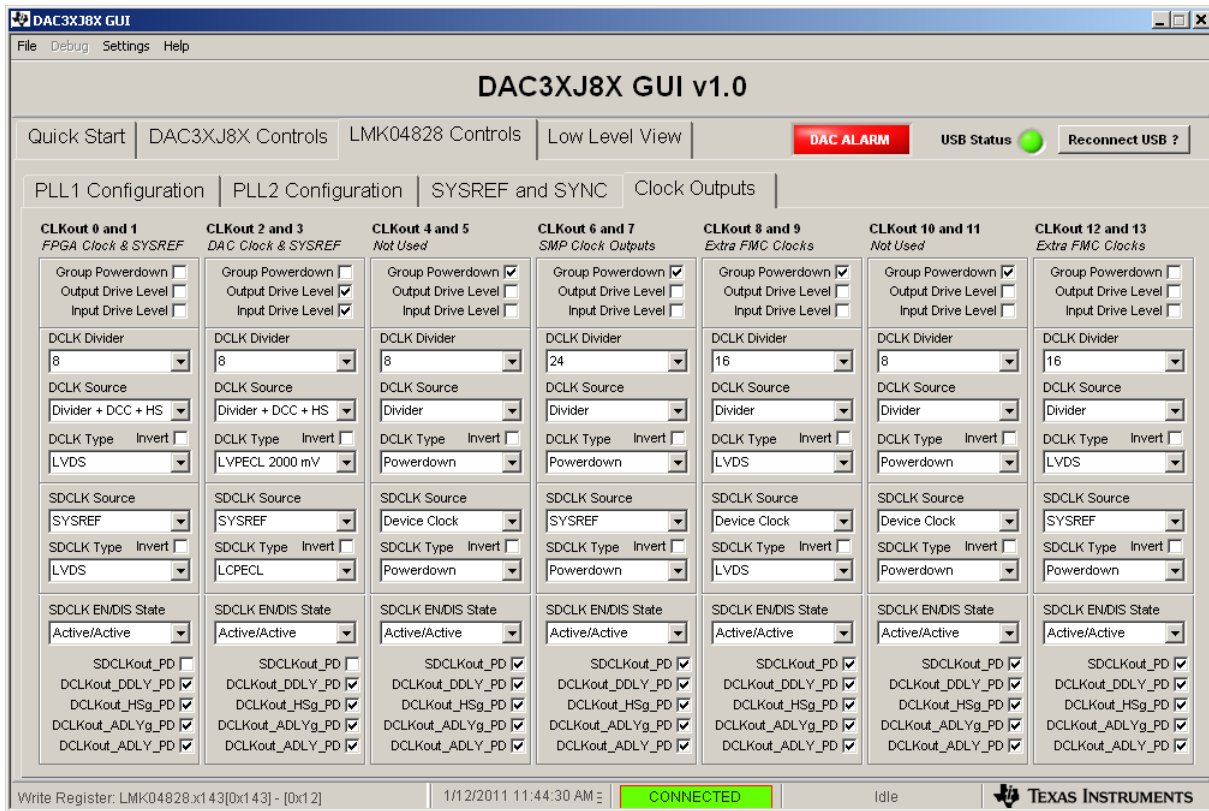 DAC3XJ8X GUI
File Debug Settings Help
DAC3XJ8X GUI v1.0
Quick Start DAC3XJ8X Controls LMK04828 Controls Low Level View DAC ALARM USB Status Reconnect USB ?
PLL1 Configuration PLL2 Configuration SYSREF and SYNC Clock Outputs
CLKout 0 and 1 CLKout 2 and 3 CLKout 4 and 5 CLKout 6 and 7 CLKout 8 and 9 CLKout 10 and 11 CLKout 12 and 13
FPGA Clock & SYSREF DAC Clock & SYSREF Not Used SMP Clock Outputs Extra FMC Clocks Not Used Extra FMC Clocks
Group Powerdown Group Powerdown Group Powerdown Group Powerdown Group Powerdown Group Powerdown Group Powerdown
Output Drive Level Output Drive Level Output Drive Level Output Drive Level Output Drive Level Output Drive Level Output Drive Level
Input Drive Level Input Drive Level Input Drive Level Input Drive Level Input Drive Level Input Drive Level Input Drive Level
DCLK Divider DCLK Divider DCLK Divider DCLK Divider DCLK Divider DCLK Divider DCLK Divider
8 8 8 24 16 8 16
DCLK Source DCLK Source DCLK Source DCLK Source DCLK Source DCLK Source DCLK Source
Divider + DCC + HS Divider + DCC + HS Divider Divider Divider Divider Divider
DCLK Type Invert DCLK Type Invert DCLK Type Invert DCLK Type Invert DCLK Type Invert DCLK Type Invert DCLK Type Invert
LVDS LVPECL 2000 mV Powerdown Powerdown LVDS Powerdown LVDS
SDCLK Source SDCLK Source SDCLK Source SDCLK Source SDCLK Source SDCLK Source SDCLK Source
SYSREF SYSREF Device Clock SYSREF Device Clock Device Clock SYSREF
SDCLK Type Invert SDCLK Type Invert SDCLK Type Invert SDCLK Type Invert SDCLK Type Invert SDCLK Type Invert SDCLK Type Invert
LVDS LCPECL Powerdown Powerdown LVDS Powerdown Powerdown
SDCLK EN/DIS State SDCLK EN/DIS State SDCLK EN/DIS State SDCLK EN/DIS State SDCLK EN/DIS State SDCLK EN/DIS State SDCLK EN/DIS State
Active/Active Active/Active Active/Active Active/Active Active/Active Active/Active Active/Active
SDCLKout_PD SDCLKout_PD SDCLKout_PD SDCLKout_PD SDCLKout_PD SDCLKout_PD SDCLKout_PD
DCLKout_DDLY_PD DCLKout_DDLY_PD DCLKout_DDLY_PD DCLKout_DDLY_PD DCLKout_DDLY_PD DCLKout_DDLY_PD DCLKout_DDLY_PD
DCLKout_HSg_PD DCLKout_HSg_PD DCLKout_HSg_PD DCLKout_HSg_PD DCLKout_HSg_PD DCLKout_HSg_PD DCLKout_HSg_PD
DCLKout_ADLYg_PD DCLKout_ADLYg_PD DCLKout_ADLYg_PD DCLKout_ADLYg_PD DCLKout_ADLYg_PD DCLKout_ADLYg_PD DCLKout_ADLYg_PD
DCLKout_ADLY_PD DCLKout_ADLY_PD DCLKout_ADLY_PD DCLKout_ADLY_PD DCLKout_ADLY_PD DCLKout_ADLY_PD DCLKout_ADLY_PD
Write Register: LMK04828.x143[0x143] - [0x12] 1/12/2011 11:44:30 AM CONNECTED Idle TEXAS INSTRUMENTS